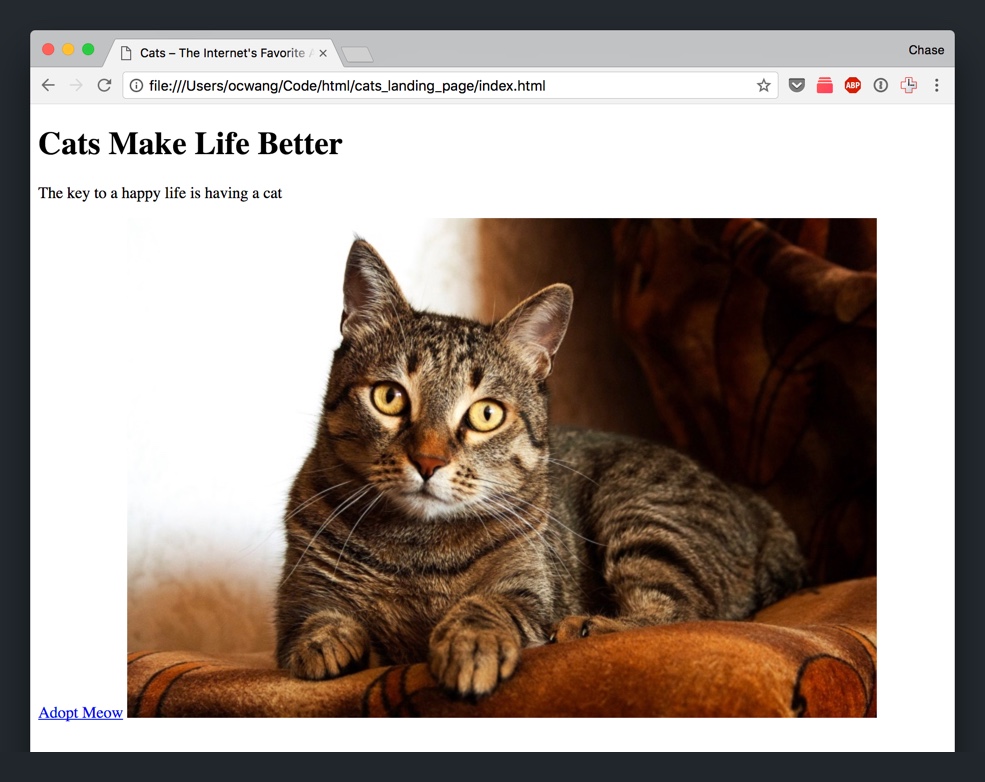 Cats – The Internet's Favorite
Chase
file:///Users/ocwang/Code/html/cats_landing_page/index.html
ABP
Cats Make Life Better
The key to a happy life is having a cat
Adopt Meow